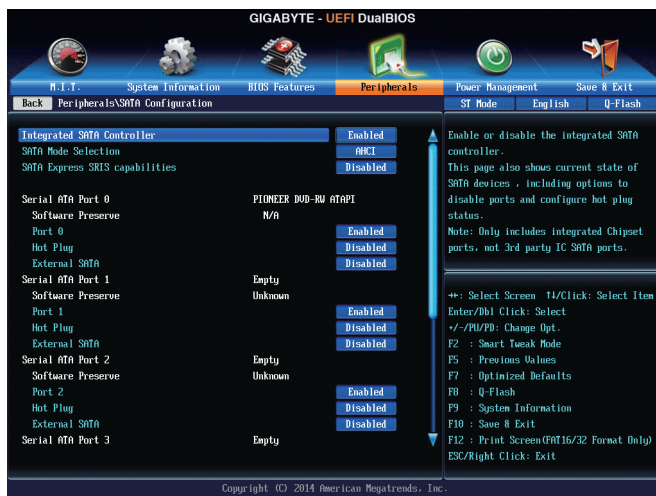 GIGABYTE - UEFI DualBIOS
M.I.T. System Information BIOS Features Peripherals Power Management Save & Exit
Back Peripherals\SATA Configuration ST Mode English Q-Flash
Integrated SATA Controller Enabled
SATA Mode Selection AHCI
SATA Express SRIS capabilities Disabled
Serial ATA Port 0 PIONEER DVD-RW ATAPI
Software Preserve N/A
Port 0 Enabled
Hot Plug Disabled
External SATA Disabled
Serial ATA Port 1 Empty
Software Preserve Unknown
Port 1 Enabled
Hot Plug Disabled
External SATA Disabled
Serial ATA Port 2 Empty
Software Preserve Unknown
Port 2 Enabled
Hot Plug Disabled
External SATA Disabled
Serial ATA Port 3 Empty
Enable or disable the integrated SATA
controller.
This page also shows current state of
SATA devices , including options to
disable ports and configure hot plug
status.
Note: Only includes integrated Chipset
ports, not 3rd party IC SATA ports.
→←: Select Screen ↑↓/Click: Select Item
Enter/Dbl Click: Select
+/-/PU/PD: Change Opt.
F2 : Smart Tweak Mode
F5 : Previous Values
F7 : Optimized Defaults
F8 : Q-Flash
F9 : System Information
F10 : Save & Exit
F12 : Print Screen(FAT16/32 Format Only)
ESC/Right Click: Exit
Copyright (C) 2014 American Megatrends, Inc.